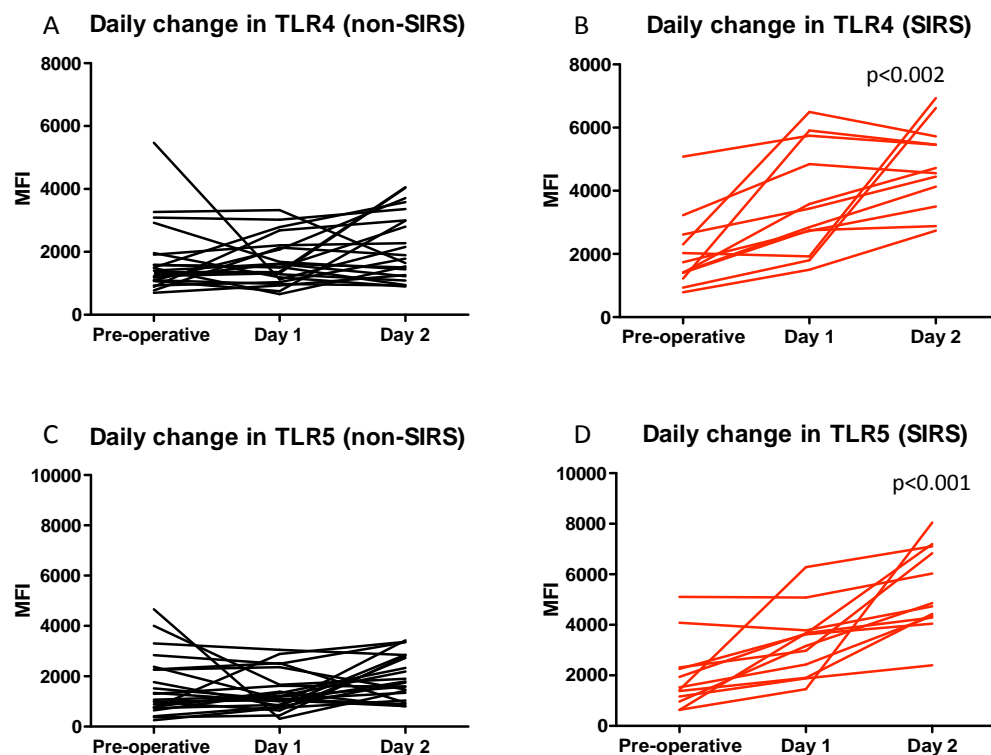 A Daily change in TLR4 (non-SIRS)
8000
6000
4000
2000
0
MFI
Pre-operative Day 1 Day 2
B Daily change in TLR4 (SIRS)
p<0.002
8000
6000
4000
2000
0
MFI
Pre-operative Day 1 Day 2
C Daily change in TLR5 (non-SIRS)
10000
8000
6000
4000
2000
0
MFI
Pre-operative Day 1 Day 2
D Daily change in TLR5 (SIRS)
p<0.001
10000
8000
6000
4000
2000
0
MFI
Pre-operative Day 1 Day 2